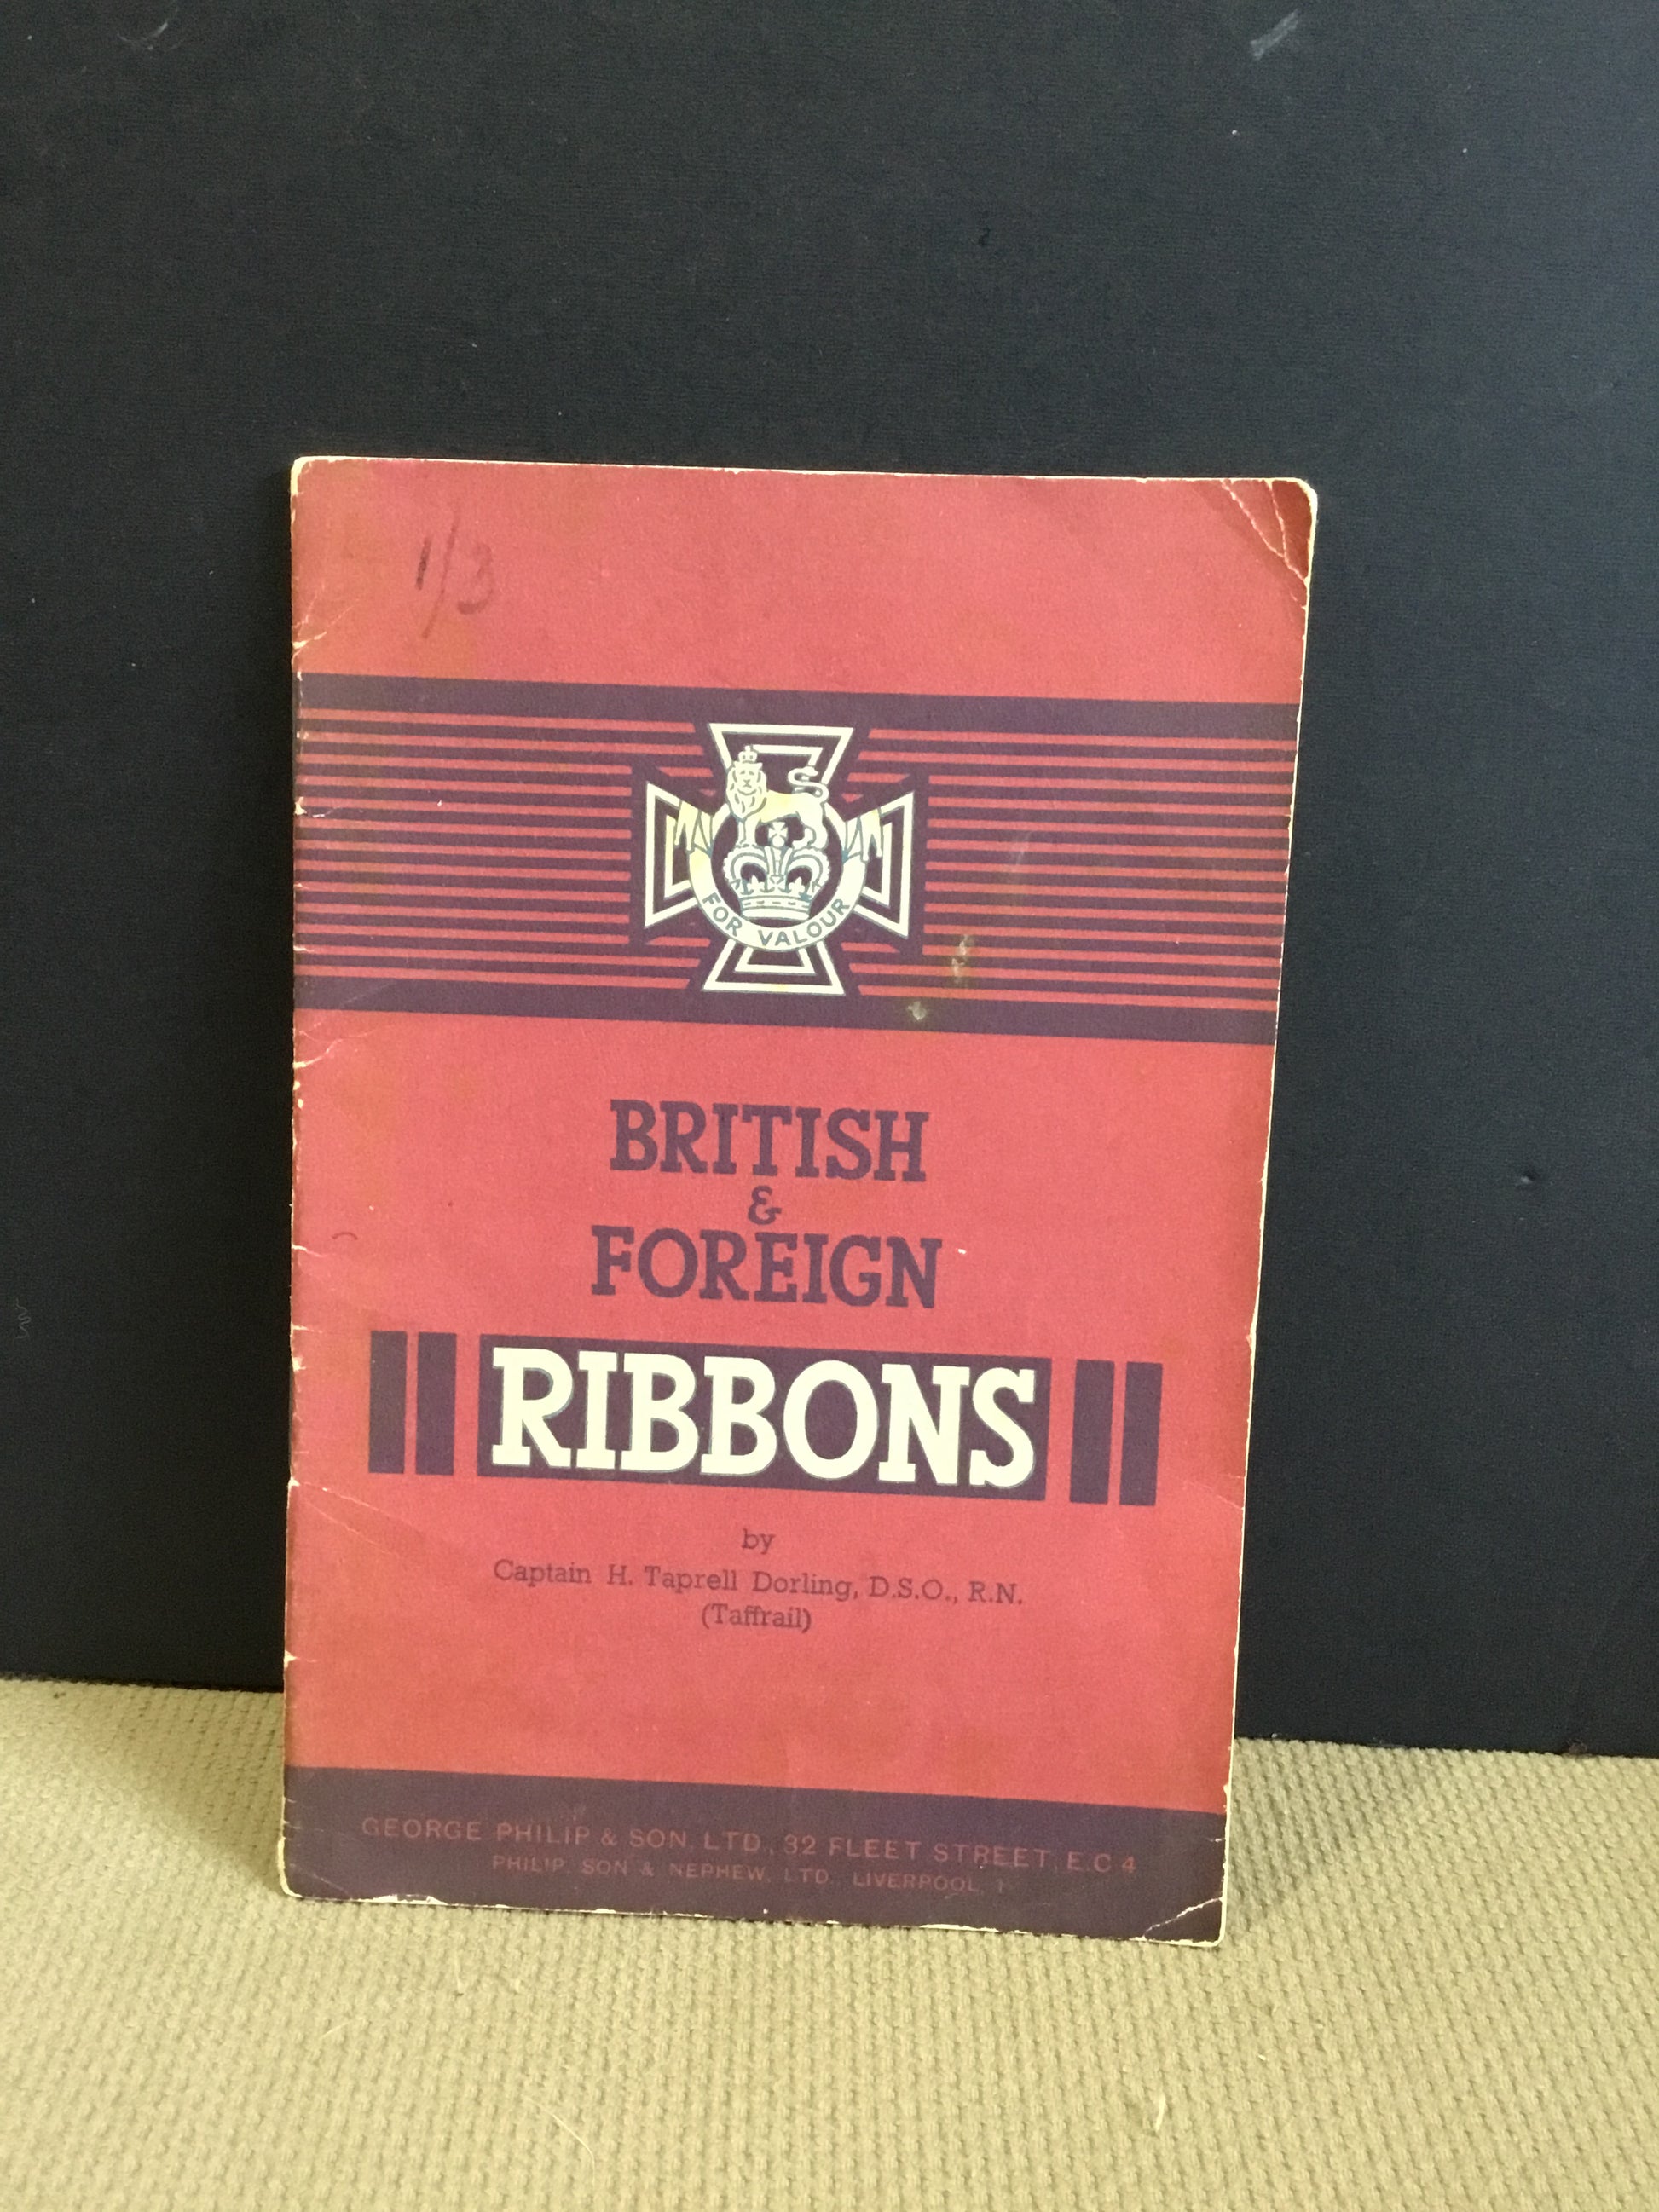 1/3
FOR VALOUR
BRITISH
&
FOREIGN
RIBBONS
by
Captain H. Taprell Dorling, D.S.O., R.N.
(Taffrail)
GEORGE PHILIP & SON, LTD., 32 FLEET STREET, E.C 4
PHILIP, SON & NEPHEW, LTD., LIVERPOOL, 1